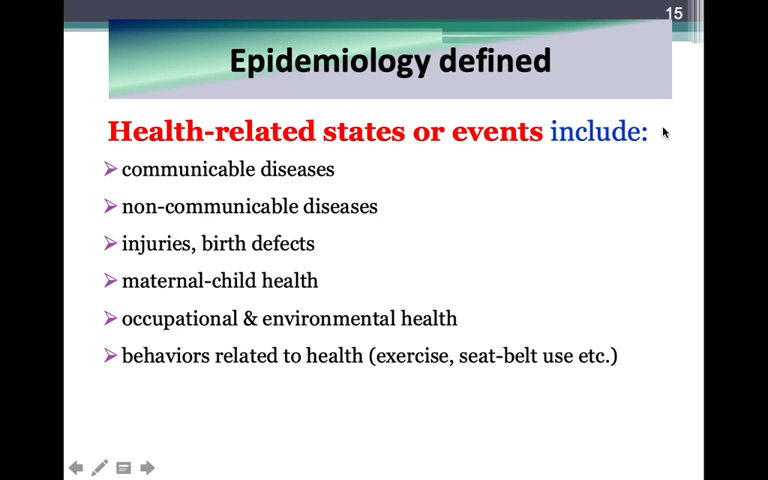 15
Epidemiology defined
Health-related states or events include:
communicable diseases
non-communicable diseases
injuries, birth defects
maternal-child health
occupational & environmental health
behaviors related to health (exercise, seat-belt use etc.)